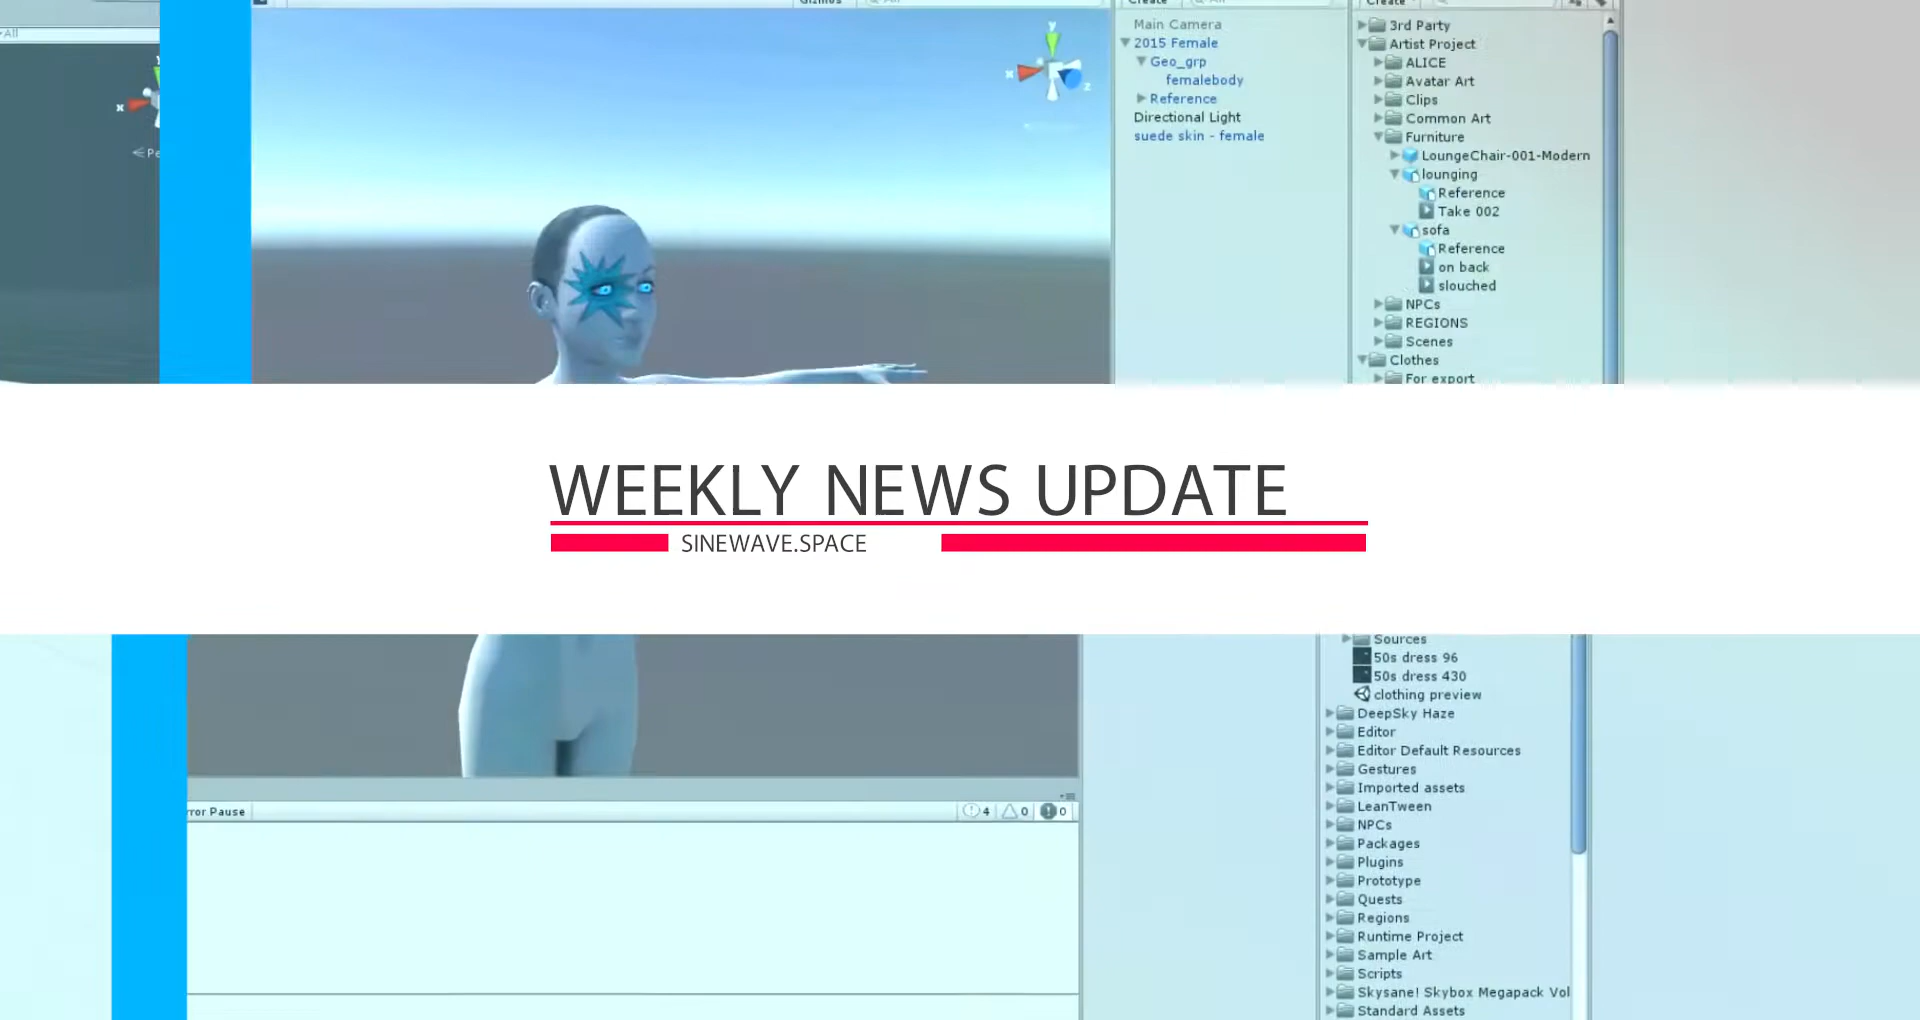 All
Main Camera
2015 Female
Geo_grp
femalebody
Reference
Directional Light
suede skin - female
3rd Party
Artist Project
ALICE
Avatar Art
Clips
Common Art
Furniture
LoungeChair-001-Modern
lounging
Reference
Take 002
sofa
Reference
on back
slouched
NPCs
REGIONS
Scenes
Clothes
For export
y
x
z
x
WEEKLY NEWS UPDATE
SINEWAVE.SPACE
rror Pause
4
0
0
Sources
50s dress 96
50s dress 430
clothing preview
DeepSky Haze
Editor
Editor Default Resources
Gestures
Imported assets
LeanTween
NPCs
Packages
Plugins
Prototype
Quests
Regions
Runtime Project
Sample Art
Scripts
Skysane! Skybox Megapack Vol
Standard Assets